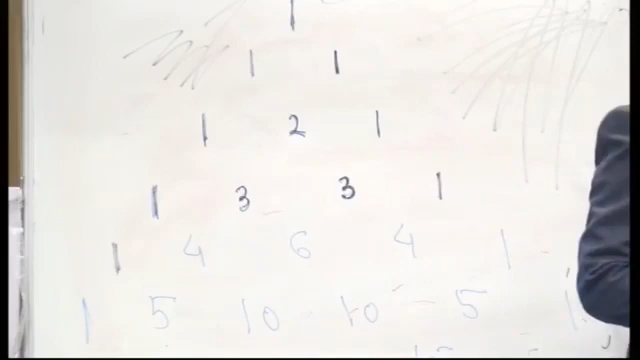 1
1 1
1 2 1
1 3 3 1
1 4 6 4 1
1 5 10 10 5 1